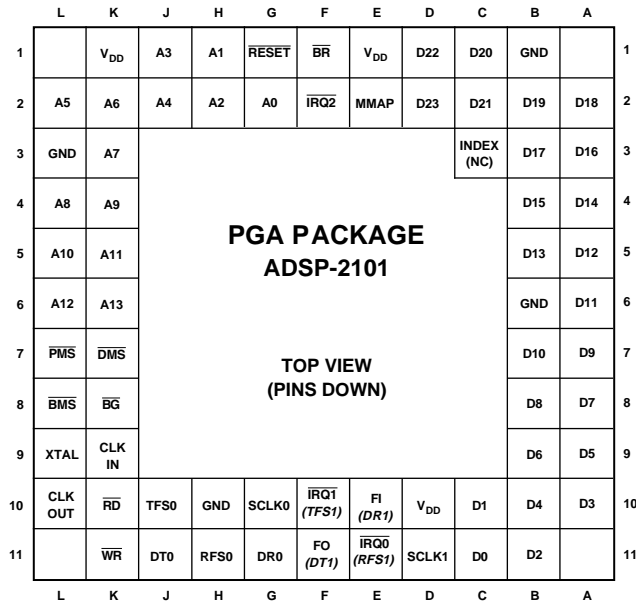 L K J H G F E D C B A
1 VDD A3 A1 RESET BR VDD D22 D20 GND 1
2 A5 A6 A4 A2 A0 IRQ2 MMAP D23 D21 D19 D18 2
3 GND A7 INDEX (NC) D17 D16 3
4 A8 A9 D15 D14 4
PGA PACKAGE
5 A10 A11 D13 D12 5
ADSP-2101
6 A12 A13 GND D11 6
7 PMS DMS D10 D9 7
TOP VIEW
(PINS DOWN)
8 BMS BG D8 D7 8
9 XTAL CLK IN D6 D5 9
10 CLK OUT RD TFS0 GND SCLK0 IRQ1 (TFS1) FI (DR1) VDD D1 D4 D3 10
11 WR DT0 RFS0 DR0 FO (DT1) IRQ0 (RFS1) SCLK1 D0 D2 11
L K J H G F E D C B A